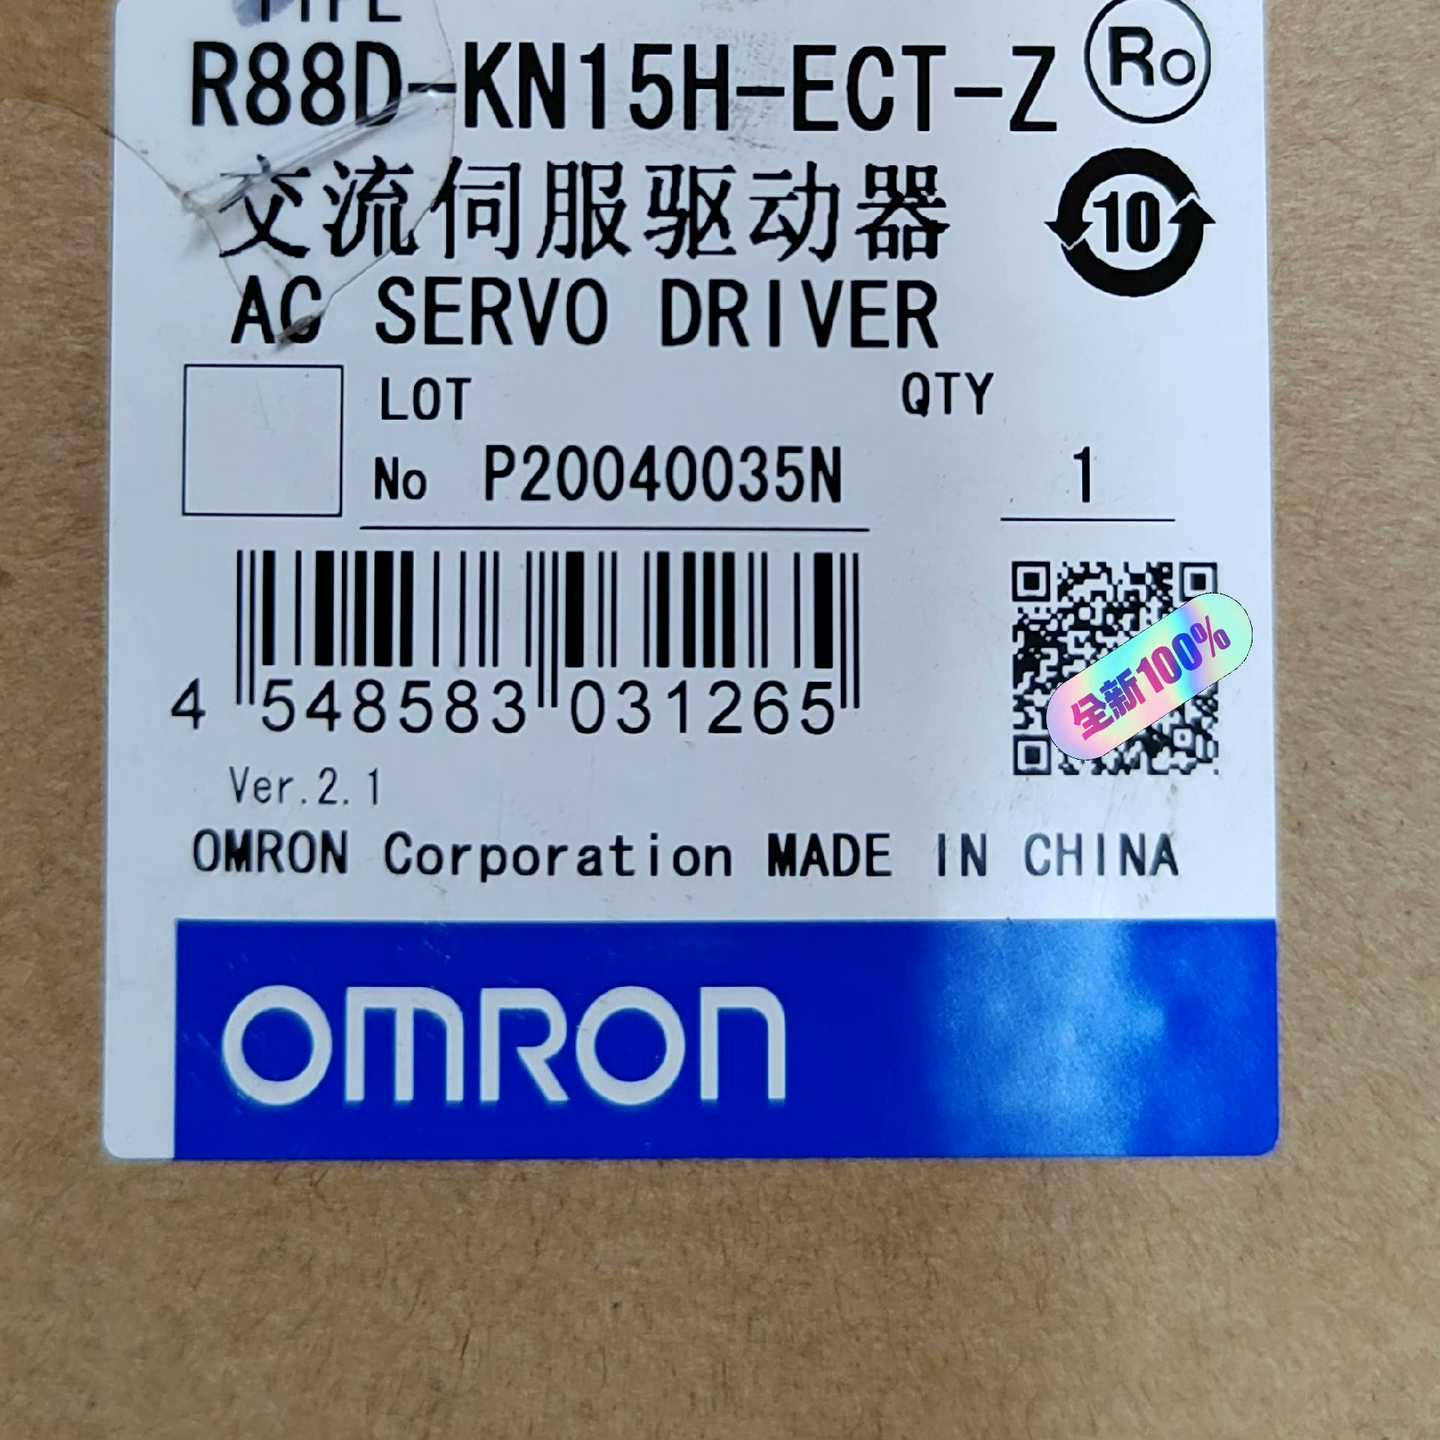 TYPE
R88D-KN15H-ECT-Z
Ro
交流伺服驱动器
10
AC SERVO DRIVER
LOT
QTY
No P20040035N
1
4 548583 031265
全新100%
Ver.2.1
OMRON Corporation MADE IN CHINA
OMRON